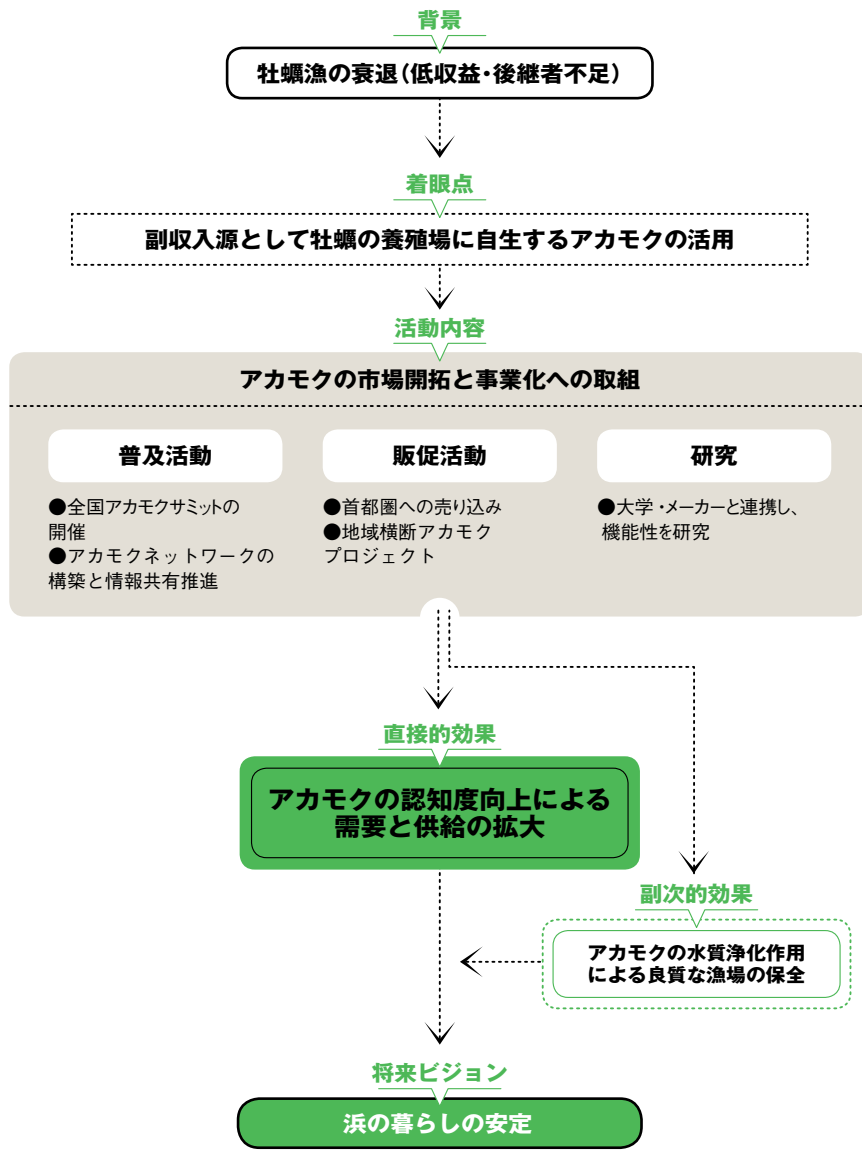 背景
牡蠣漁の衰退(低収益・後継者不足)
着眼点
副収入源として牡蠣の養殖場に自生するアカモクの活用
活動内容
アカモクの市場開拓と事業化への取組
普及活動
●全国アカモクサミットの
開催
●アカモクネットワークの
構築と情報共有推進
販促活動
●首都圏への売り込み
●地域横断アカモク
プロジェクト
研究
●大学・メーカーと連携し、
機能性を研究
直接的効果
アカモクの認知度向上による
需要と供給の拡大
副次的効果
アカモクの水質浄化作用
による良質な漁場の保全
将来ビジョン
浜の暮らしの安定